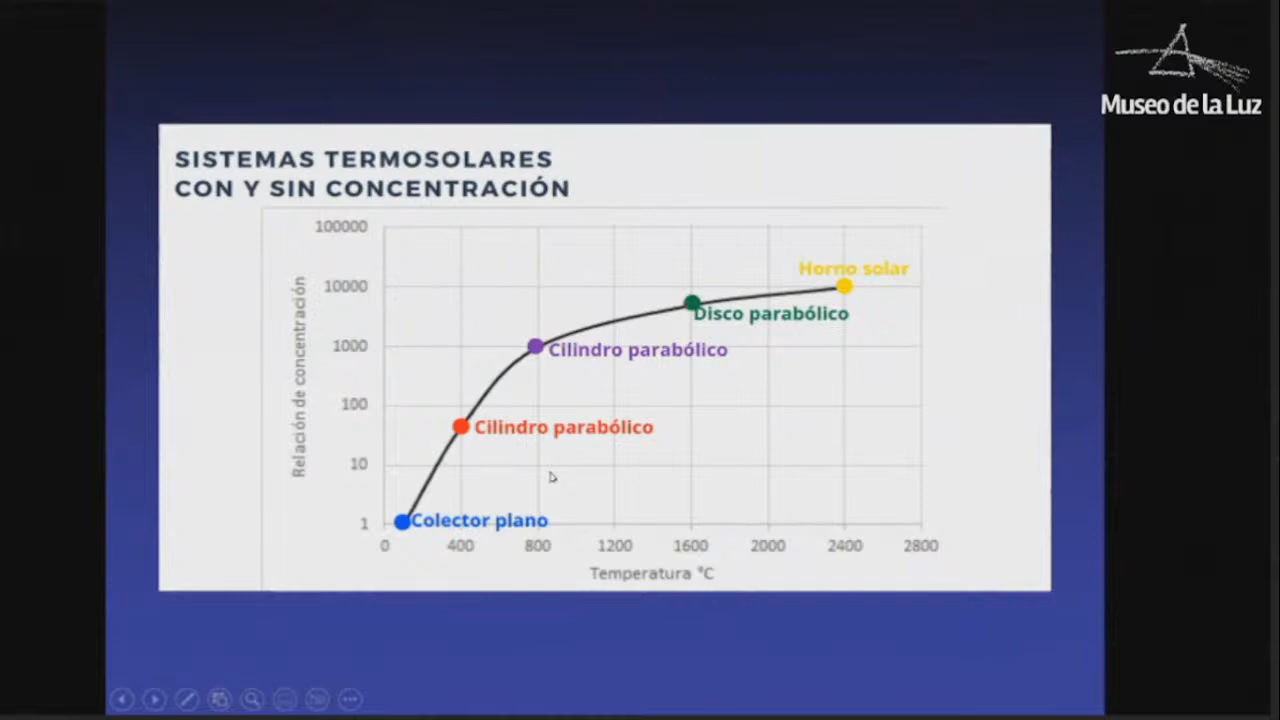 Museo de la Luz
SISTEMAS TERMOSOLARES
CON Y SIN CONCENTRACIÓN
Relación de concentración
100000
10000
1000
100
10
1
Horno solar
Disco parabólico
Cilindro parabólico
Cilindro parabólico
Colector plano
0 400 800 1200 1600 2000 2400 2800
Temperatura °C